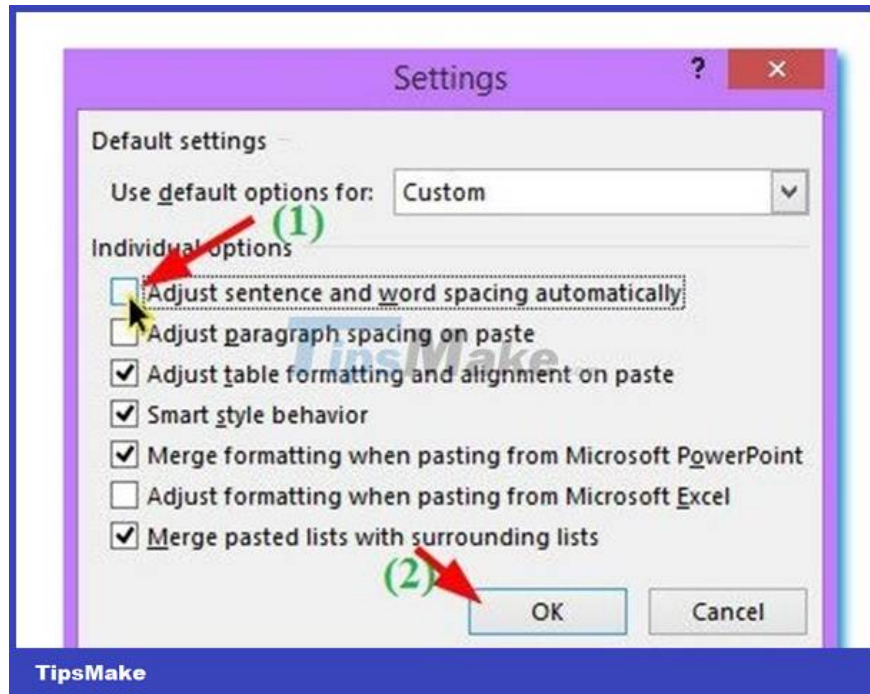 Settings
?
Default settings
Use default options for: Custom
(1)
Individual options
Adjust sentence and word spacing automatically
Adjust paragraph spacing on paste
TipsMake
Adjust table formatting and alignment on paste
Smart style behavior
Merge formatting when pasting from Microsoft PowerPoint
Adjust formatting when pasting from Microsoft Excel
Merge pasted lists with surrounding lists
(2)
OK Cancel
TipsMake